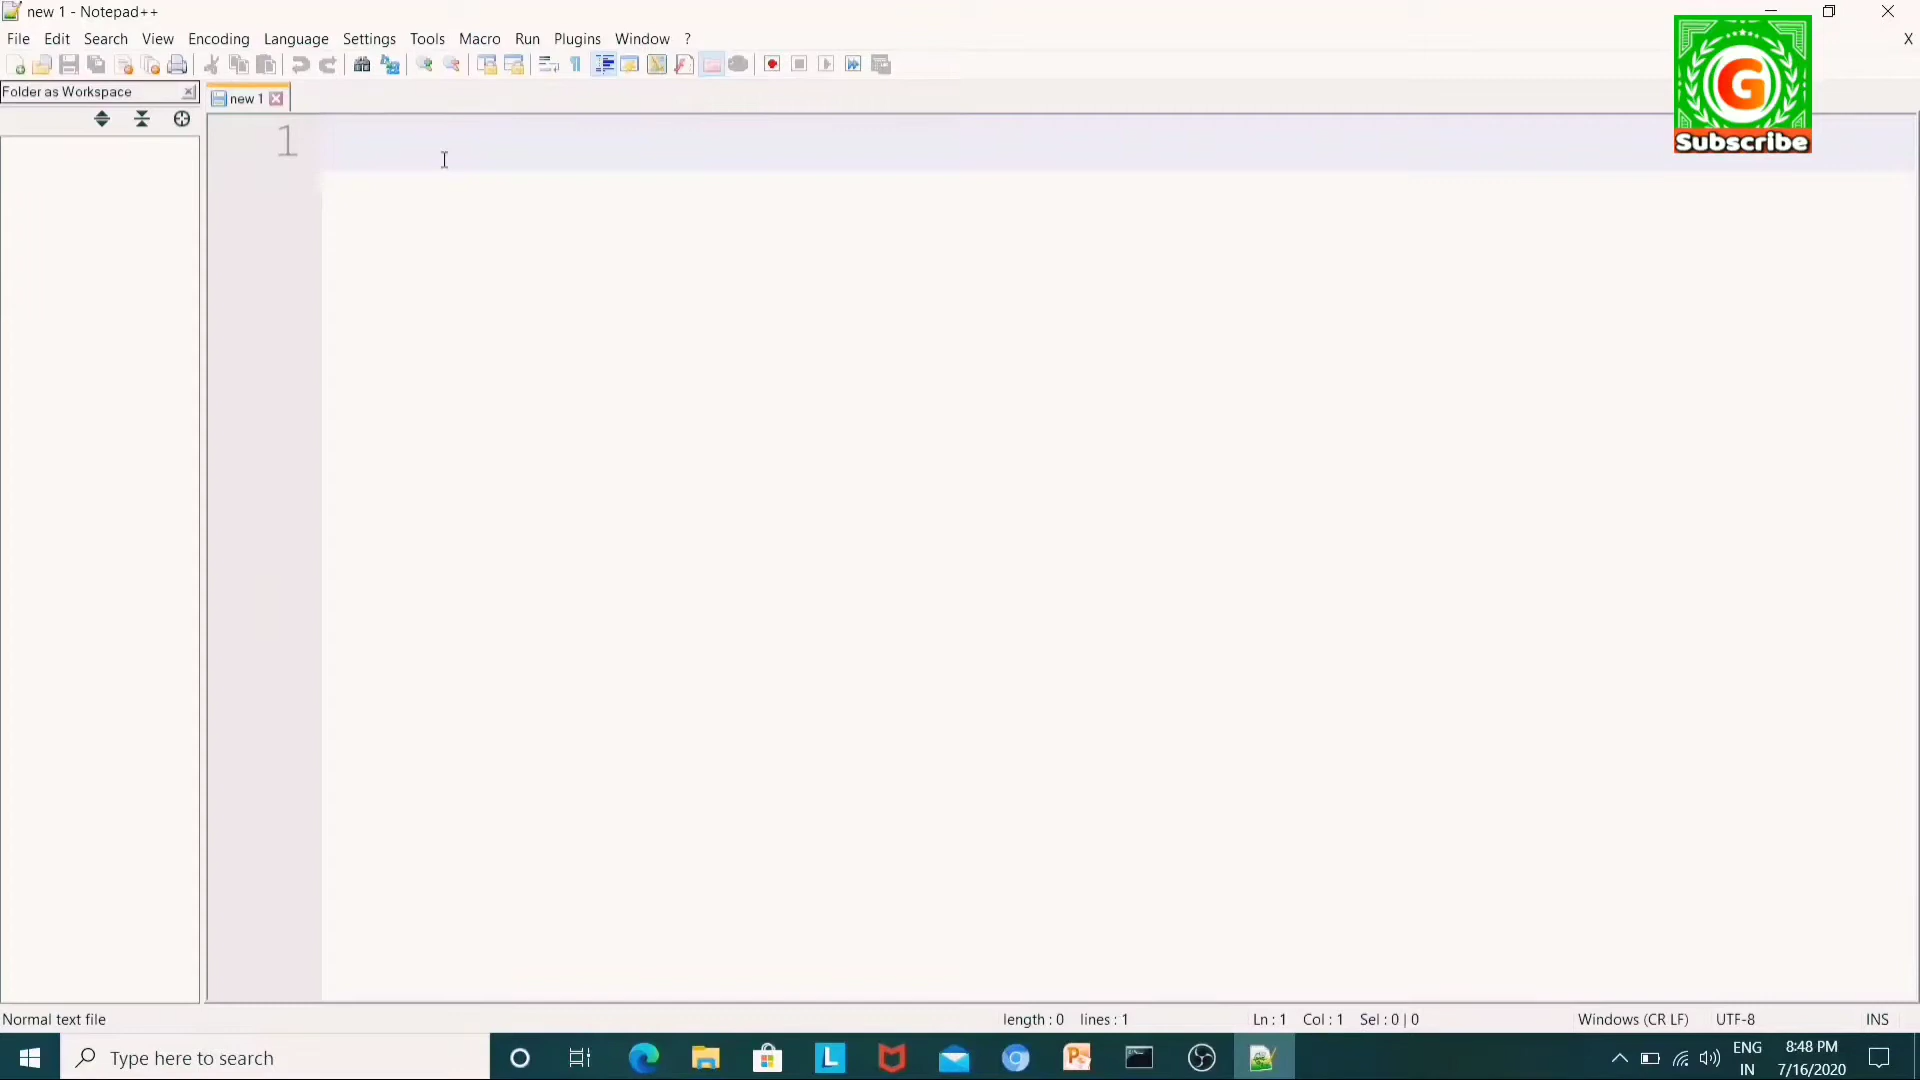 new 1 - Notepad++
File Edit Search View Encoding Language Settings Tools Macro Run Plugins Window ? X
Folder as Workspace
new 1
G
Subscribe
1
Normal text file length : 0 lines : 1 Ln : 1 Col : 1 Sel : 0 | 0 Windows (CR LF) UTF-8 INS
Type here to search
L
P
ENG
IN
8:48 PM
7/16/2020